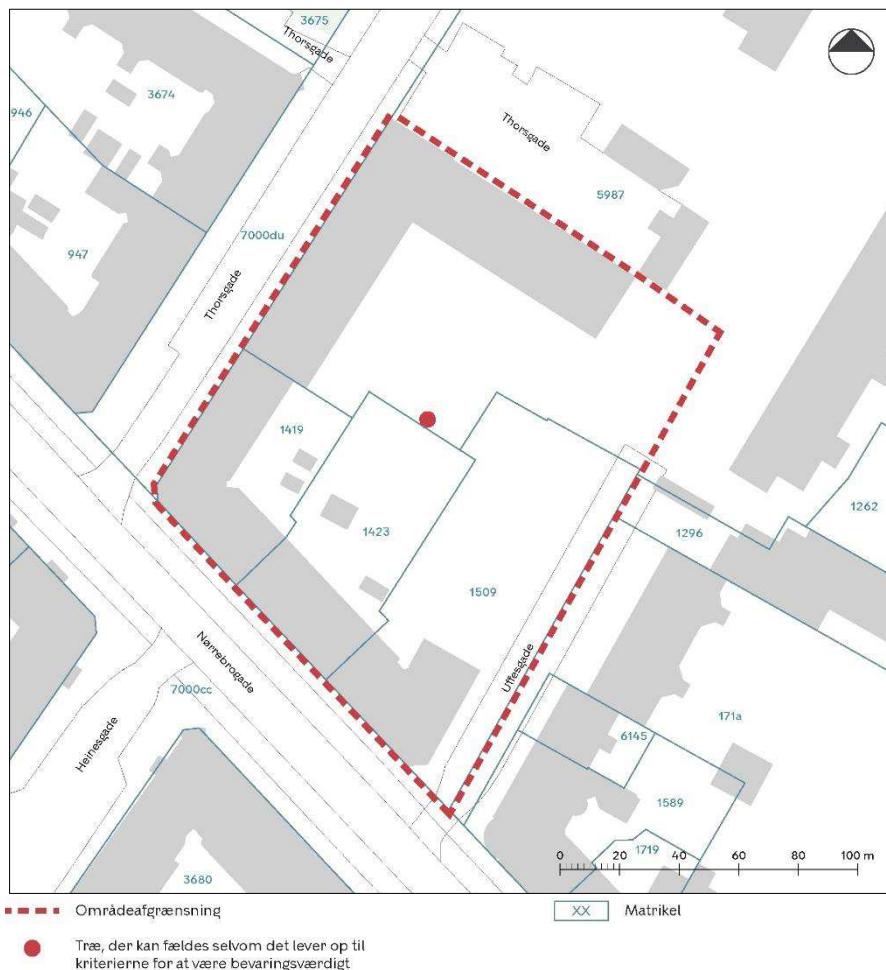 3675
Thorsgade
3674
946
Thorsgade
5987
7000du
947
Thorsgade
1419
1262
1423
1296
1509
Nørrebrogade
Uffesgade
7000cc
171a
Heinesgade
6145
1589
1719
3680
0 20 40 60 80 100 m
Områdeafgrænsning
XX Matrikel
Træ, der kan fældes selvom det lever op til
kriterierne for at være bevaringsværdigt